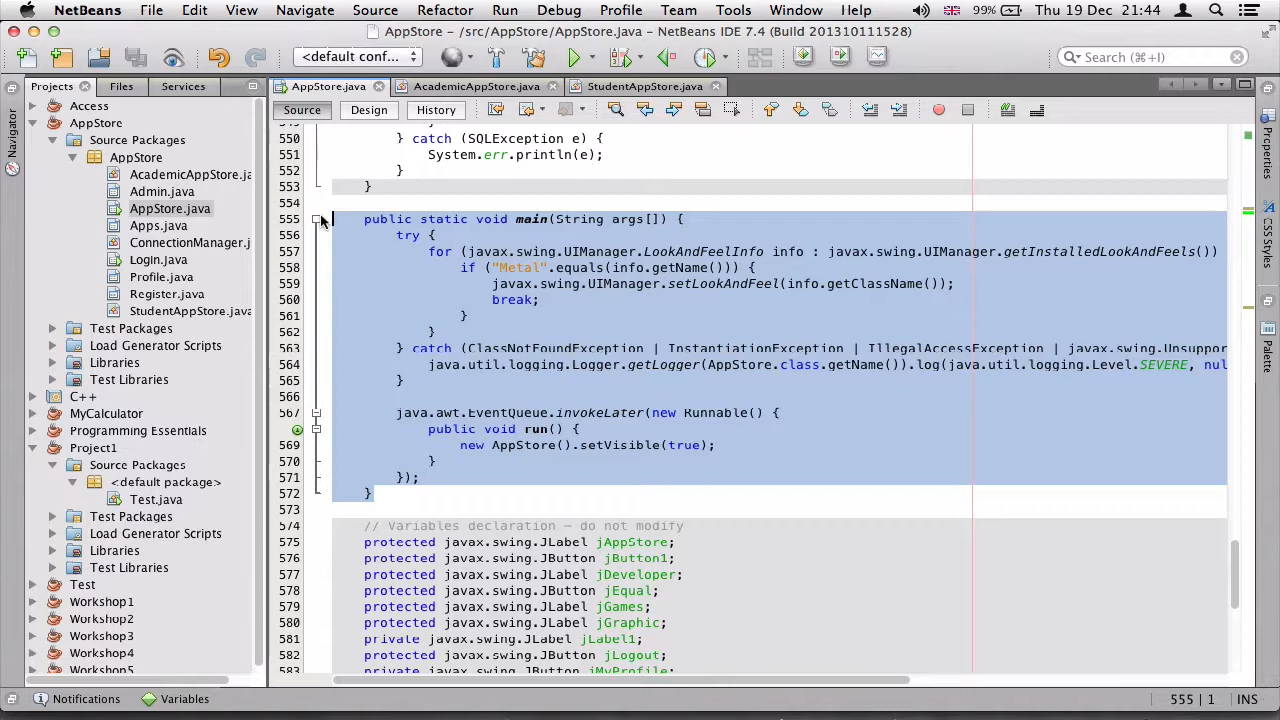 NetBeans File Edit View Navigate Source Refactor Run Debug Profile Team Tools Window Help 99% Thu 19 Dec 21:44
AppStore - /src/AppStore/AppStore.java - NetBeans IDE 7.4 (Build 201310111528)
<default conf... Search (⌘+I)
Projects Files Services AppStore.java AcademicAppStore.java StudentAppStore.java
Source Design History
Navigator
Properties
CSS Styles
Palette
Access
AppStore
Source Packages
AppStore
AcademicAppStore.ja
Admin.java
AppStore.java
Apps.java
ConnectionManager.j
Login.java
Profile.java
Register.java
StudentAppStore.java
Test Packages
Load Generator Scripts
Libraries
Test Libraries
C++
MyCalculator
Programming Essentials
Project1
Source Packages
<default package>
Test.java
Test Packages
Load Generator Scripts
Libraries
Test Libraries
Test
Workshop1
Workshop2
Workshop3
Workshop4
Workshop5
550 } catch (SQLException e) {
551 System.err.println(e);
552 }
553 }
554
555 public static void main(String args[]) {
556 try {
557 for (javax.swing.UIManager.LookAndFeelInfo info : javax.swing.UIManager.getInstalledLookAndFeels())
558 if ("Metal".equals(info.getName())) {
559 javax.swing.UIManager.setLookAndFeel(info.getClassName());
560 break;
561 }
562 }
563 } catch (ClassNotFoundException | InstantiationException | IllegalAccessException | javax.swing.Unsuppor
564 java.util.logging.Logger.getLogger(AppStore.class.getName()).log(java.util.logging.Level.SEVERE, nul
565 }
566
567 java.awt.EventQueue.invokeLater(new Runnable() {
public void run() {
569 new AppStore().setVisible(true);
570 }
571 });
572 }
573
574 // Variables declaration – do not modify
575 protected javax.swing.JLabel jAppStore;
576 protected javax.swing.JButton jButton1;
577 protected javax.swing.JLabel jDeveloper;
578 protected javax.swing.JButton jEqual;
579 protected javax.swing.JLabel jGames;
580 protected javax.swing.JLabel jGraphic;
581 private javax.swing.JLabel jLabel1;
582 protected javax.swing.JButton jLogout;
583 private javax.swing.JButton jMyProfile;
Notifications Variables 555 | 1 INS